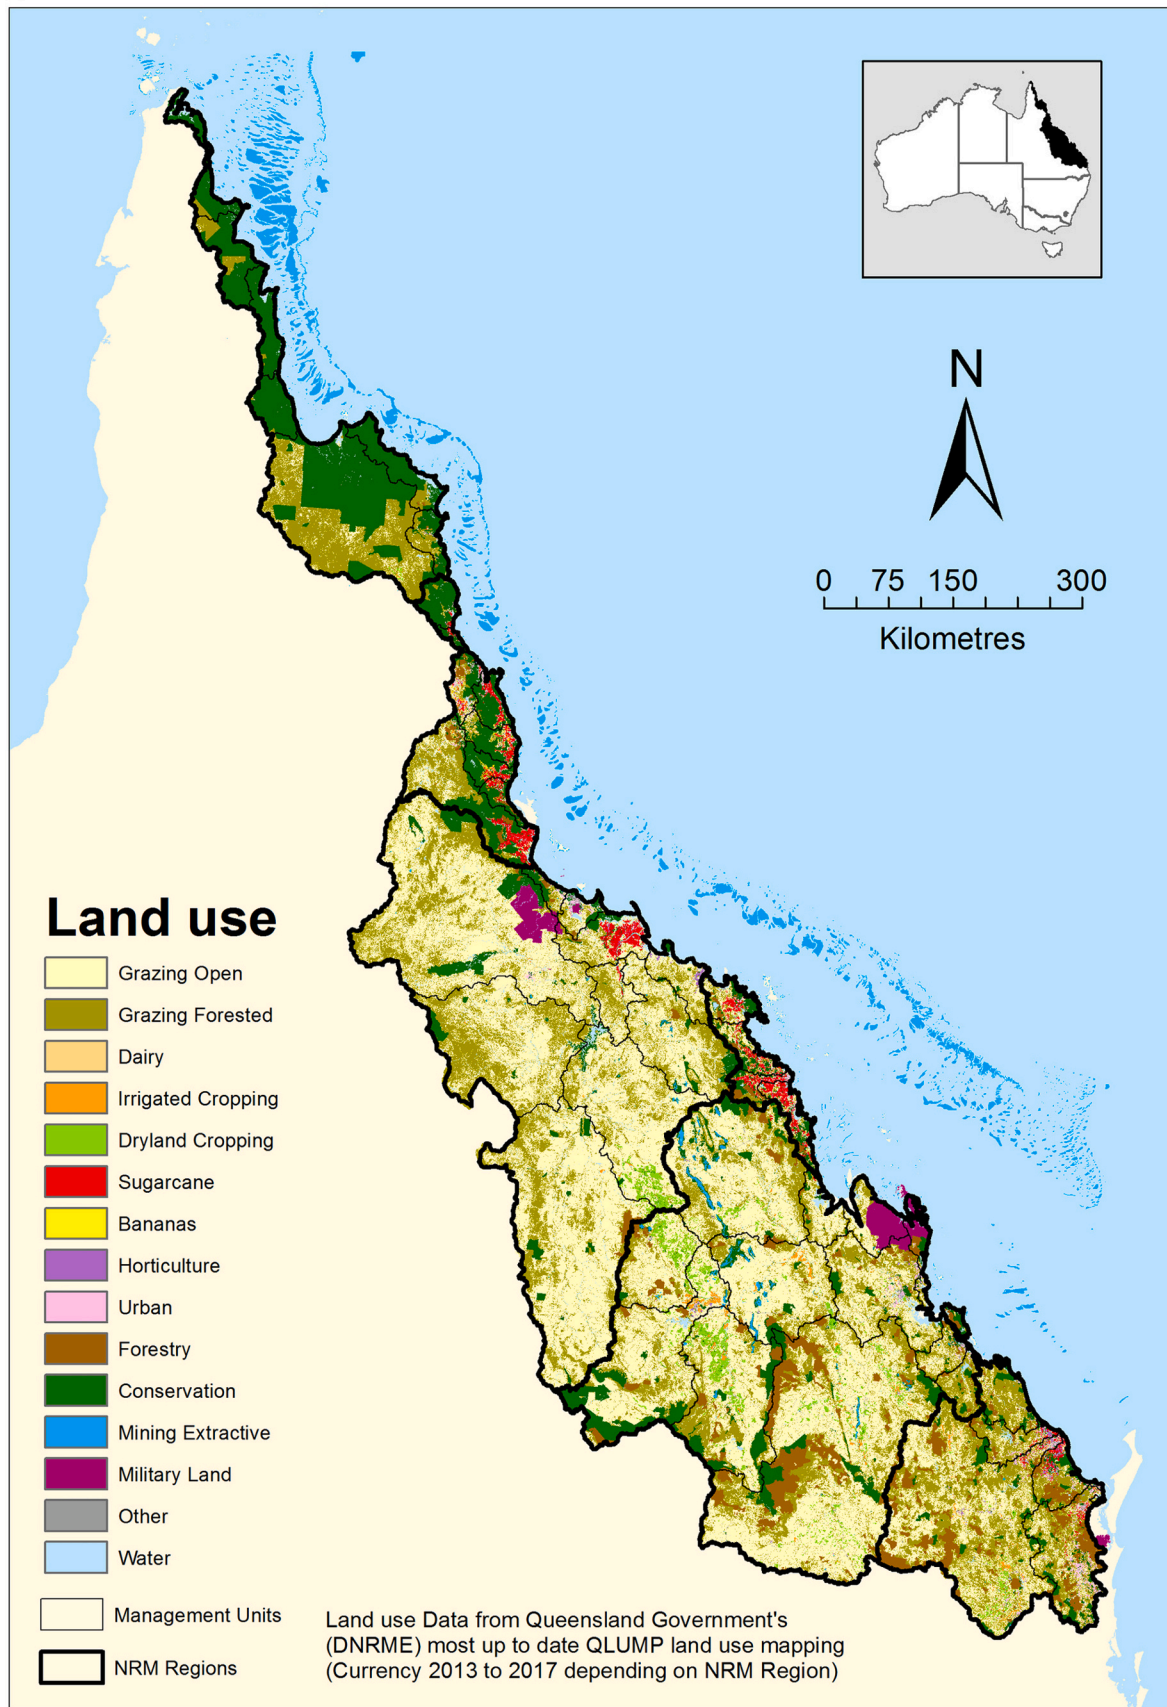 N
0 75 150 300
Kilometres
Land use
Grazing Open
Grazing Forested
Dairy
Irrigated Cropping
Dryland Cropping
Sugarcane
Bananas
Horticulture
Urban
Forestry
Conservation
Mining Extractive
Military Land
Other
Water
Management Units
NRM Regions
Land use Data from Queensland Government's
(DNRME) most up to date QLUMP land use mapping
(Currency 2013 to 2017 depending on NRM Region)